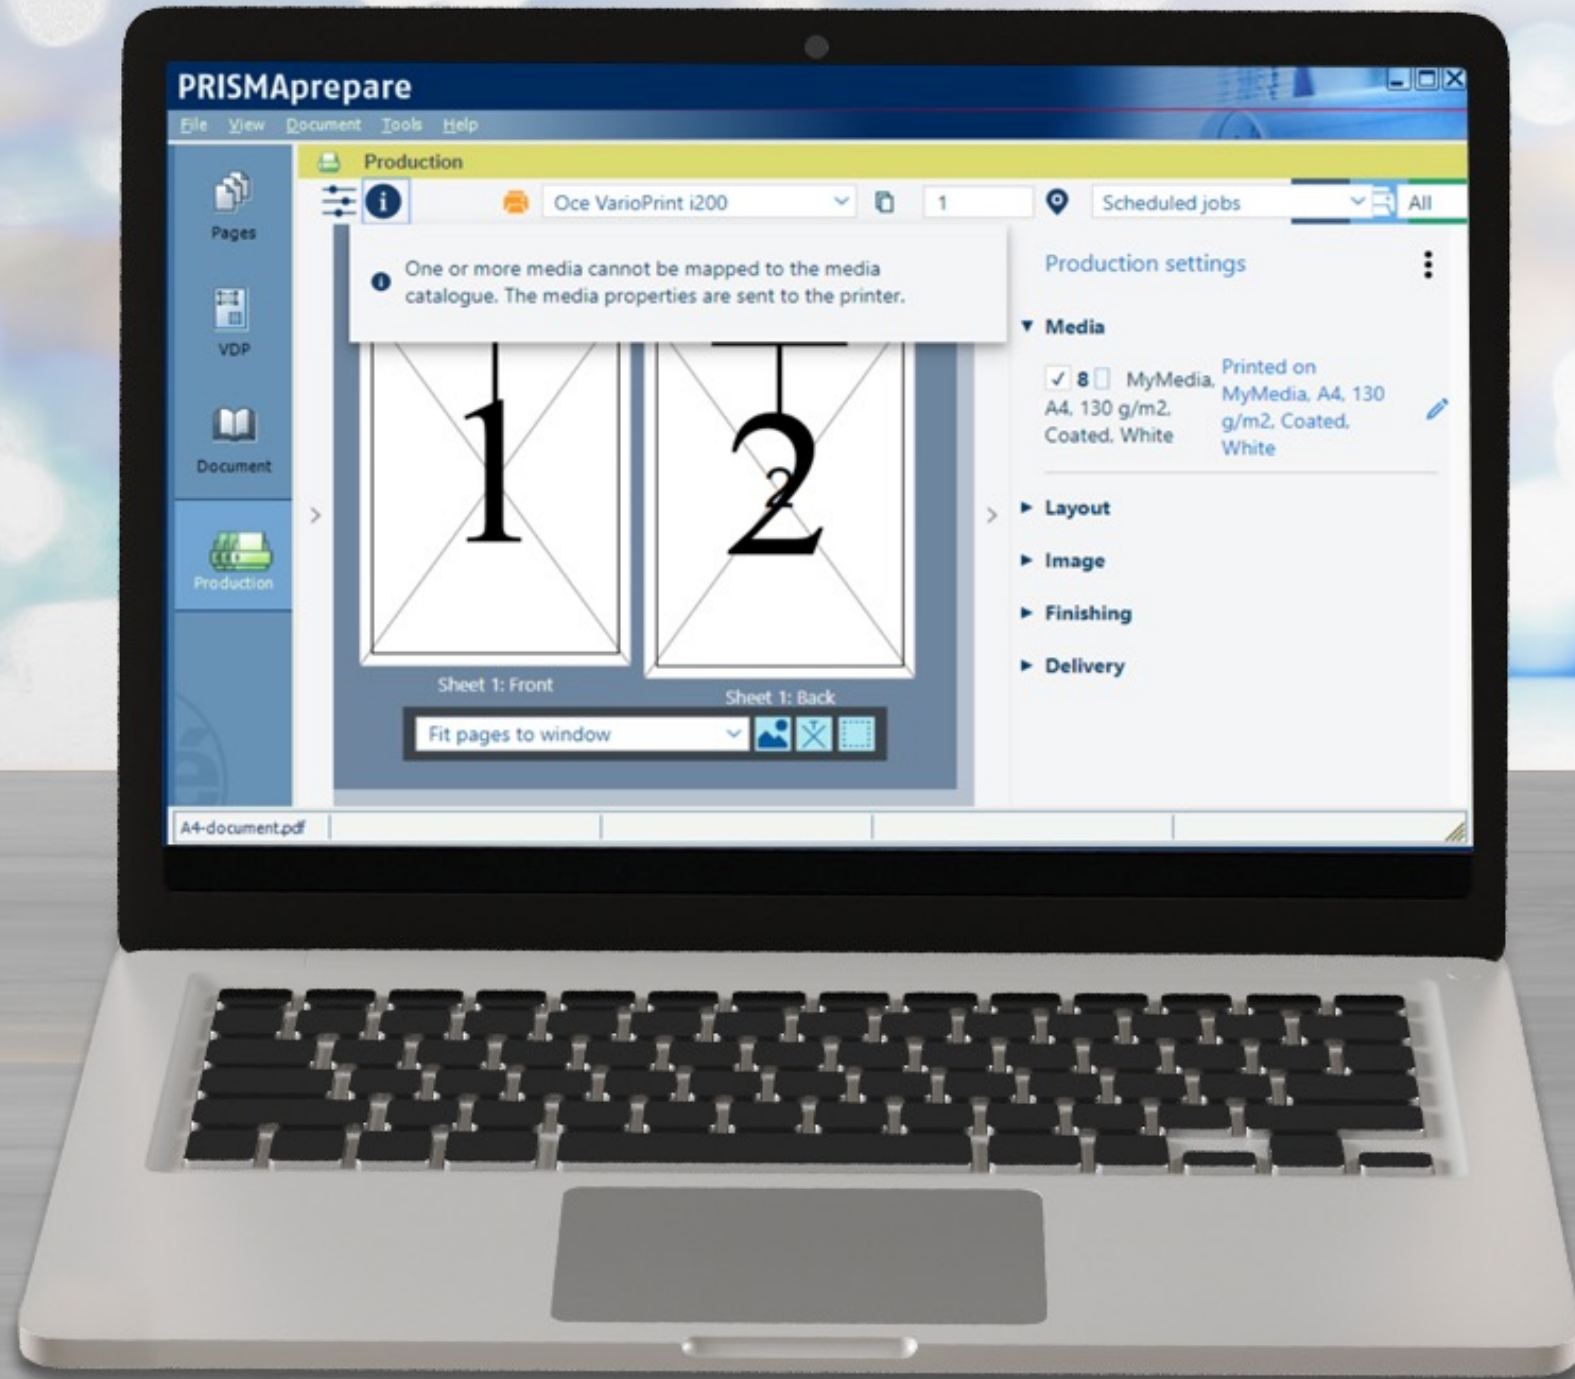 PRISMAprepare
File View Document Tools Help
Production
Oce VarioPrint i200
1
Scheduled jobs
All
Pages
VDP
Document
Production
One or more media cannot be mapped to the media
catalogue. The media properties are sent to the printer.
1
2
2
Sheet 1: Front
Sheet 1: Back
Fit pages to window
Production settings
Media
8 MyMedia,
A4, 130 g/m2,
Coated, White
Printed on
MyMedia, A4, 130
g/m2, Coated,
White
Layout
Image
Finishing
Delivery
A4-document.pdf